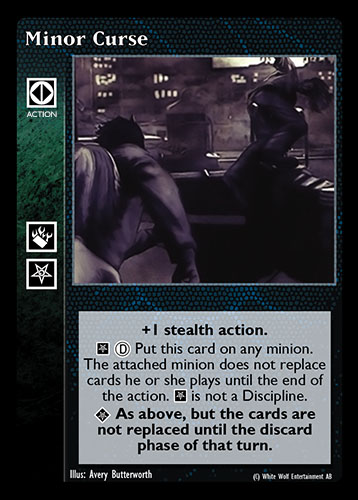 Minor Curse
ACTION
+1 stealth action.
D Put this card on any minion.
The attached minion does not replace
cards he or she plays until the end of
the action. is not a Discipline.
As above, but the cards are
not replaced until the discard
phase of that turn.
Illus: Avery Butterworth
(C) White Wolf Entertainment AB